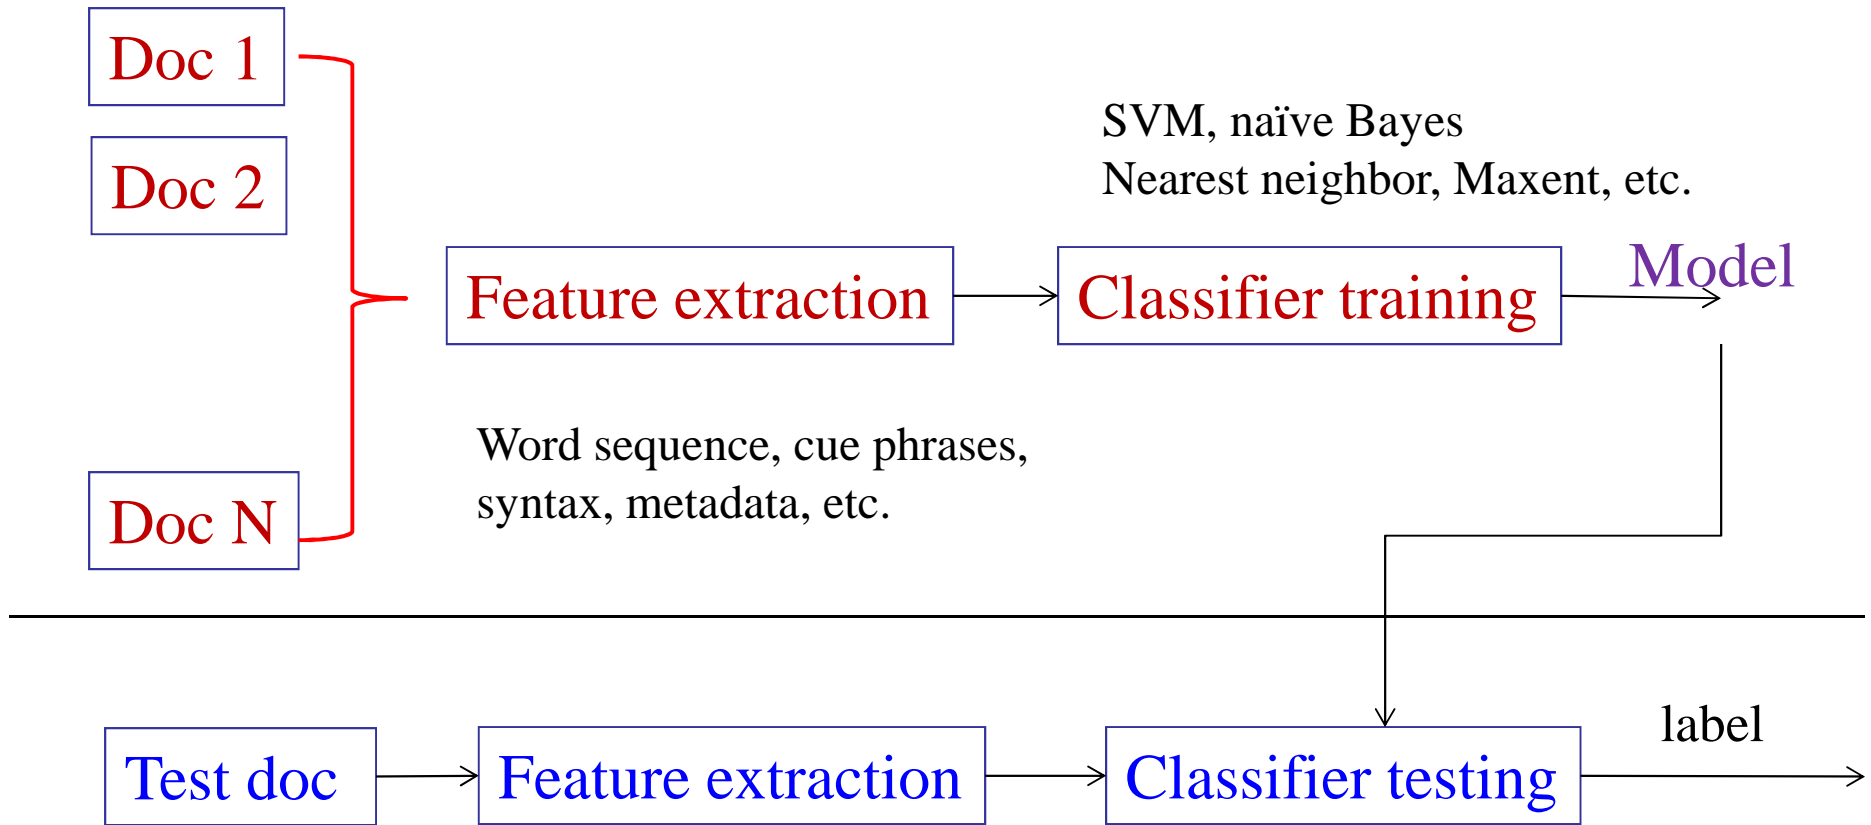 Doc 1
Doc 2
Doc N
SVM, naïve Bayes
Nearest neighbor, Maxent, etc.
Feature extraction
Classifier training
Model
Word sequence, cue phrases,
syntax, metadata, etc.
Test doc
Feature extraction
Classifier testing
label